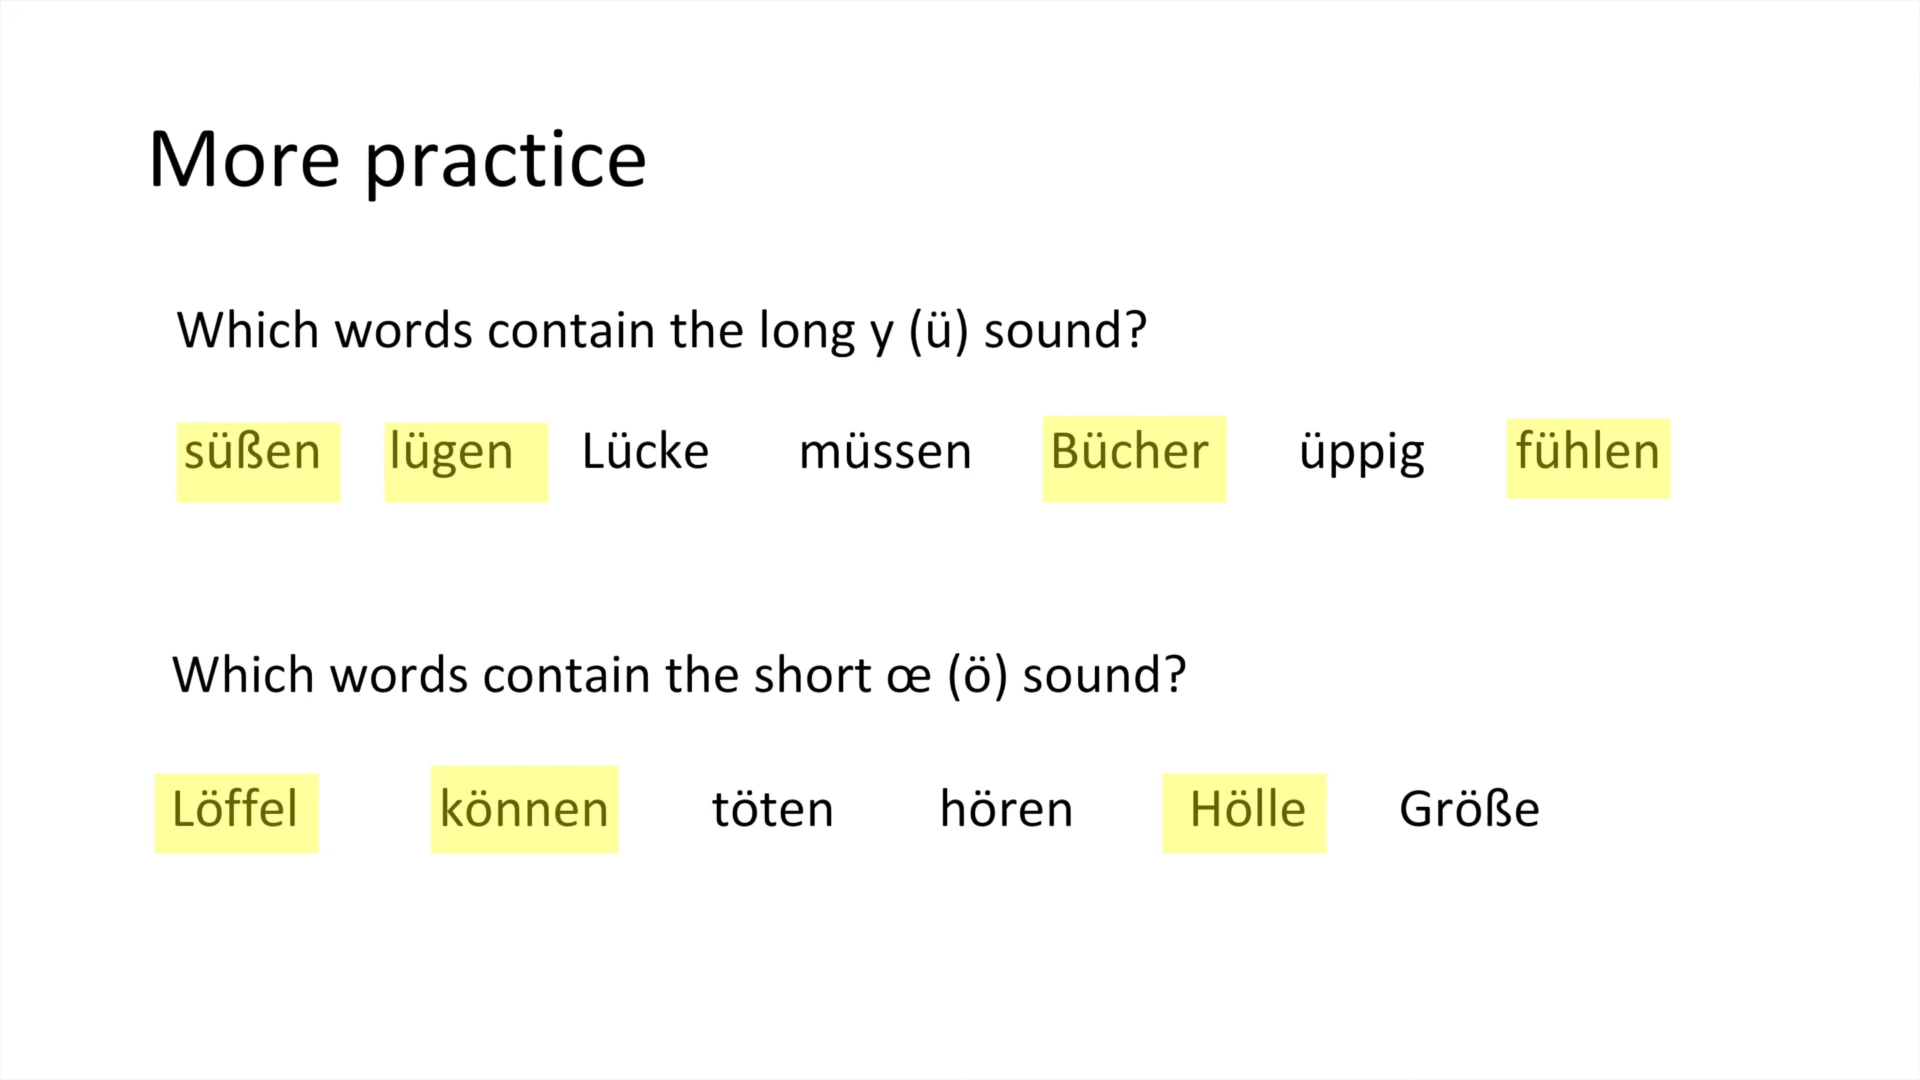 More practice
Which words contain the long y (ü) sound?
süßen lügen Lücke müssen Bücher üppig fühlen
Which words contain the short œ (ö) sound?
Löffel können töten hören Hölle Größe